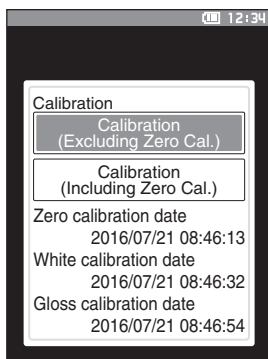 12:34
Calibration
Calibration
(Excluding Zero Cal.)
Calibration
(Including Zero Cal.)
Zero calibration date
2016/07/21 08:46:13
White calibration date
2016/07/21 08:46:32
Gloss calibration date
2016/07/21 08:46:54